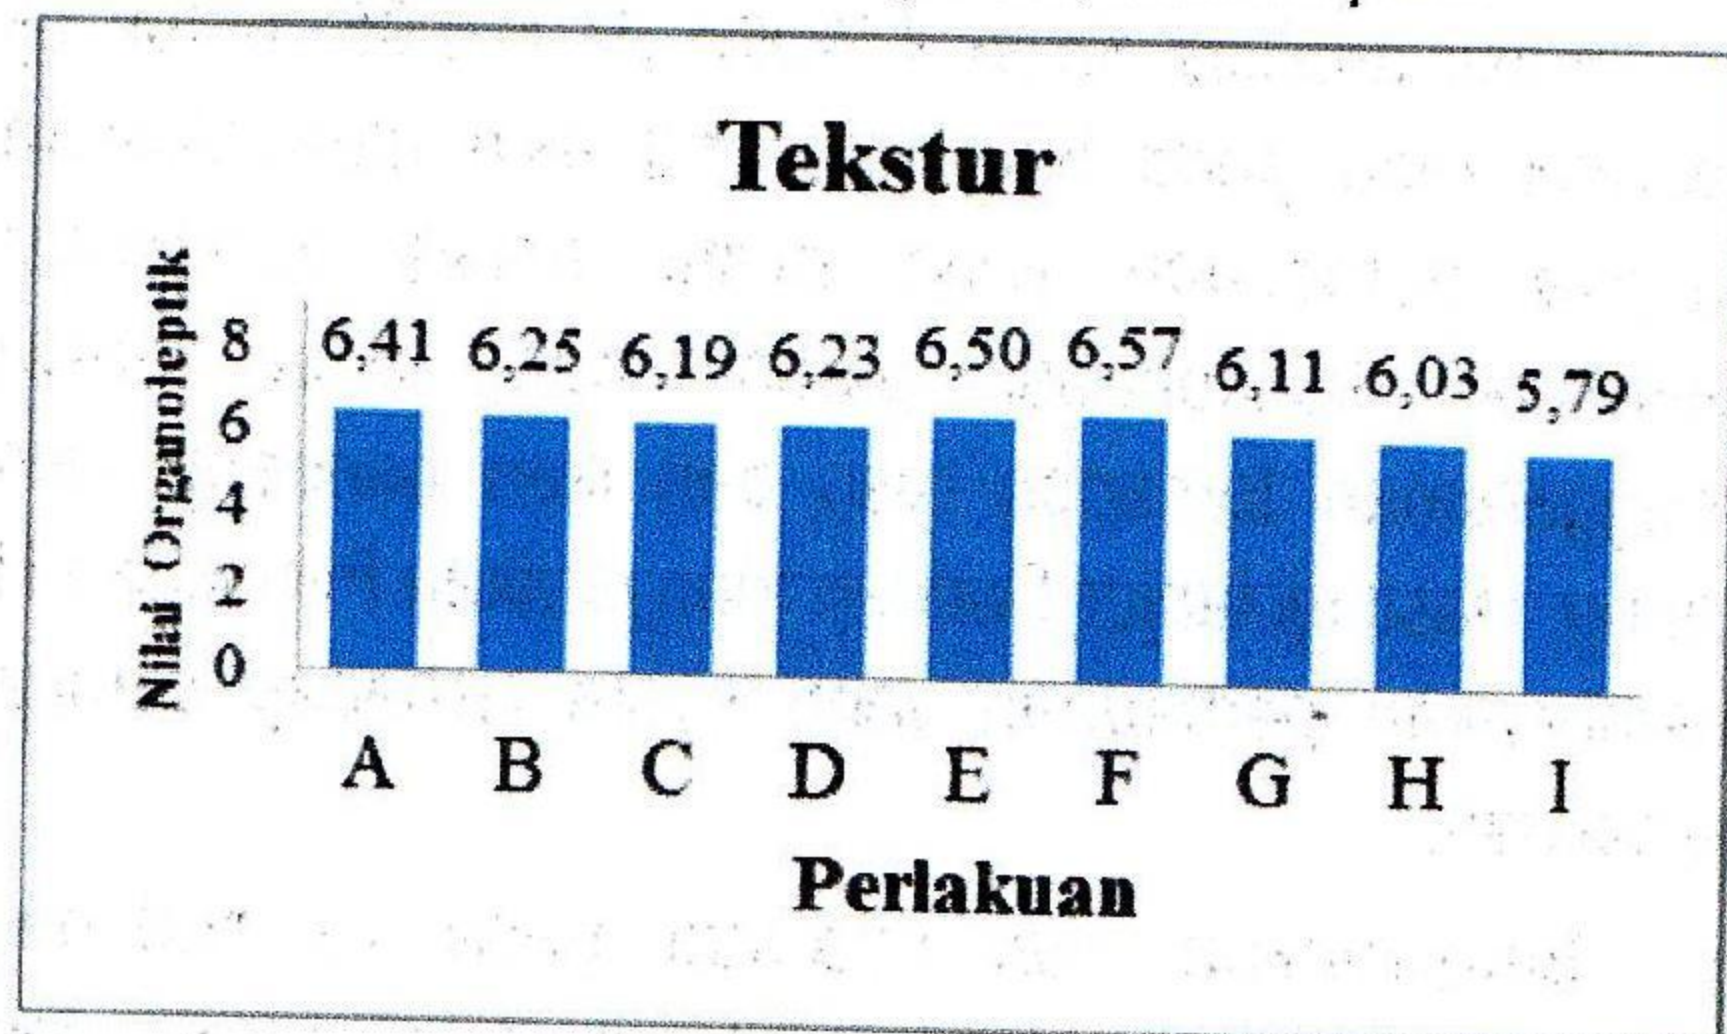 Tekstur
Nilai Organoleptik
8
6
4
2
0
6,41 6,25 6,19 6,23 6,50 6,57 6,11 6,03 5,79
A B C D E F G H I
Perlakuan